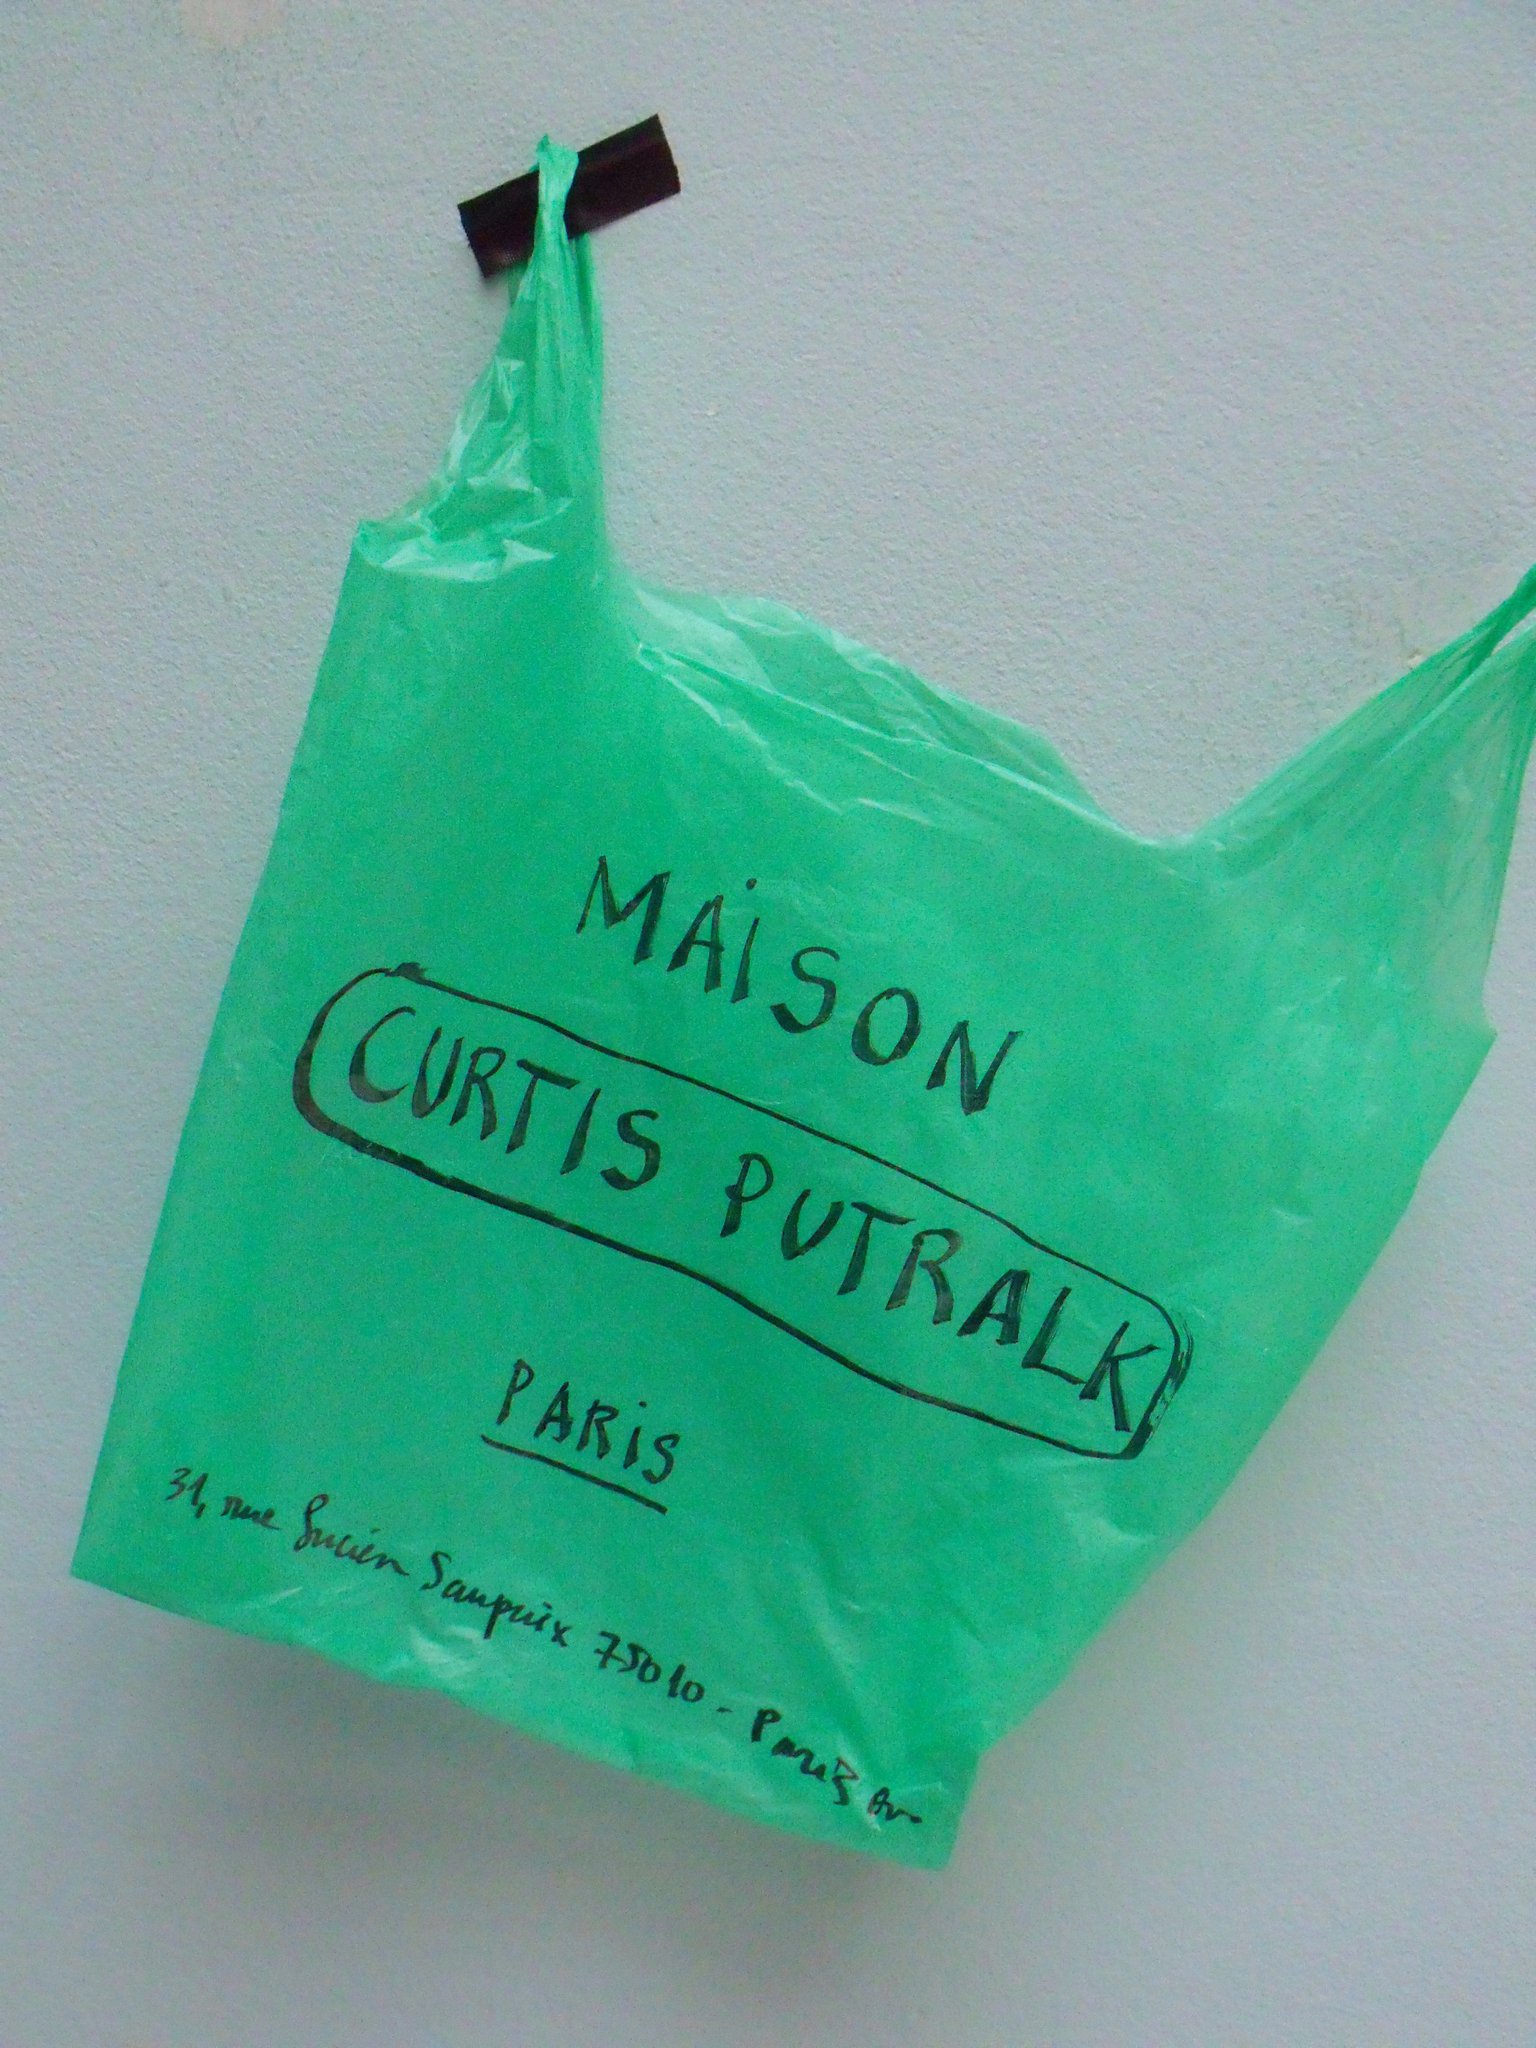 MAiSON
CURTIS PUTRALK
PARiS
31, rue Lucien Sampaix 75010 - Paris